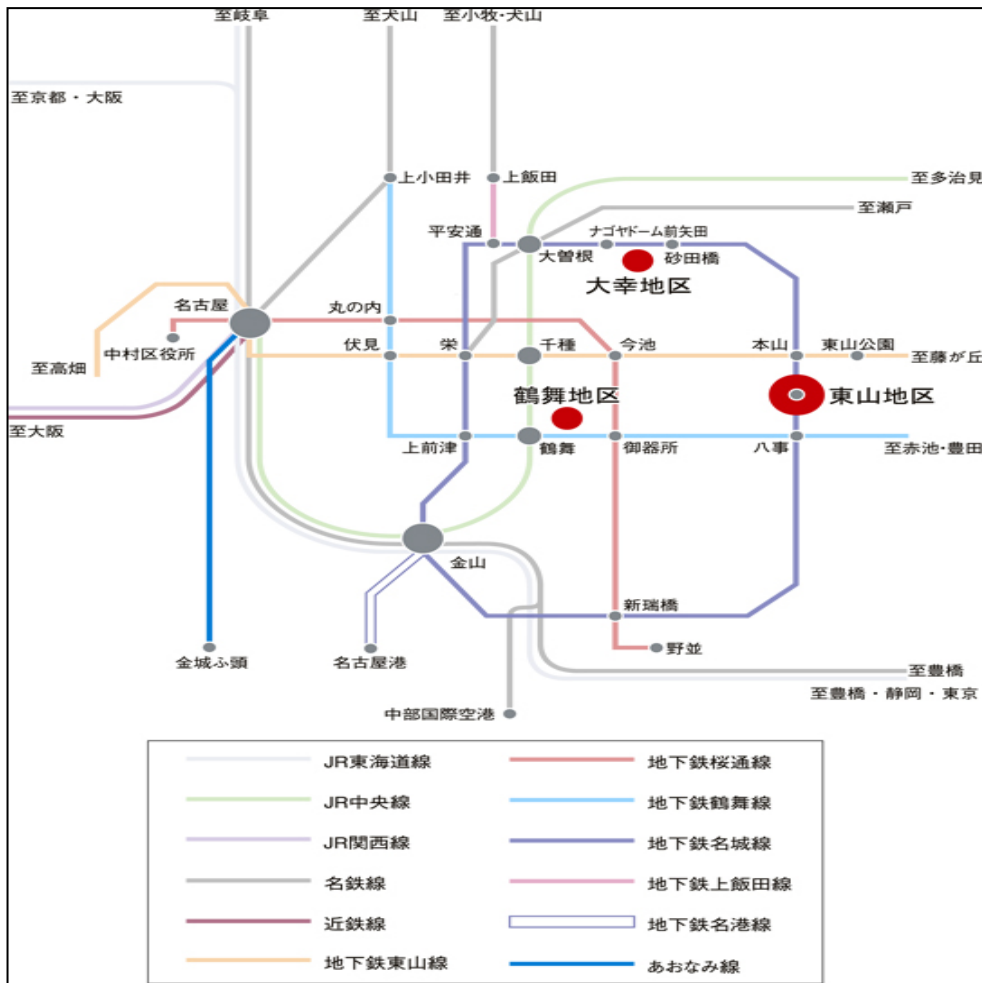 至岐阜
至犬山
至小牧・犬山
至京都・大阪
上小田井
上飯田
至多治見
至瀬戸
平安通
大曽根
ナゴヤドーム前矢田
砂田橋
大幸地区
名古屋
丸の内
中村区役所
伏見
栄
千種
今池
本山
東山公園
至藤が丘
至高畑
鶴舞地区
東山地区
至大阪
上前津
鶴舞
御器所
八事
至赤池・豊田
金山
新瑞橋
金城ふ頭
名古屋港
野並
至豊橋
至豊橋・静岡・東京
中部国際空港
JR東海道線
地下鉄桜通線
JR中央線
地下鉄鶴舞線
JR関西線
地下鉄名城線
名鉄線
地下鉄上飯田線
近鉄線
地下鉄名港線
地下鉄東山線
あおなみ線